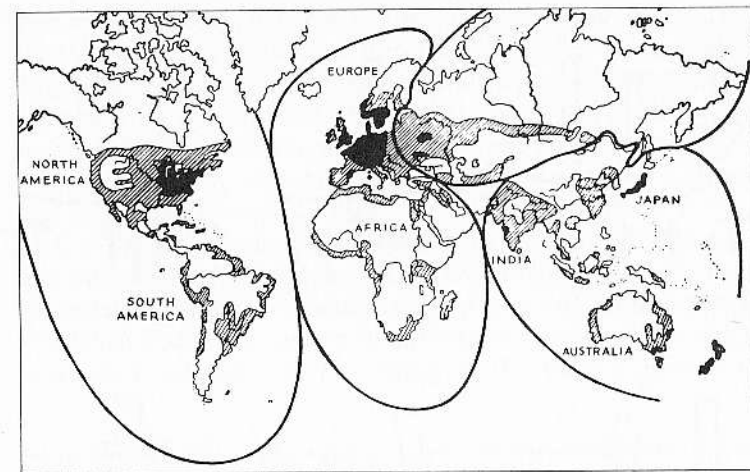 EUROPE
NORTH
AMERICA
AFRICA
JAPAN
INDIA
SOUTH
AMERICA
AUSTRALIA